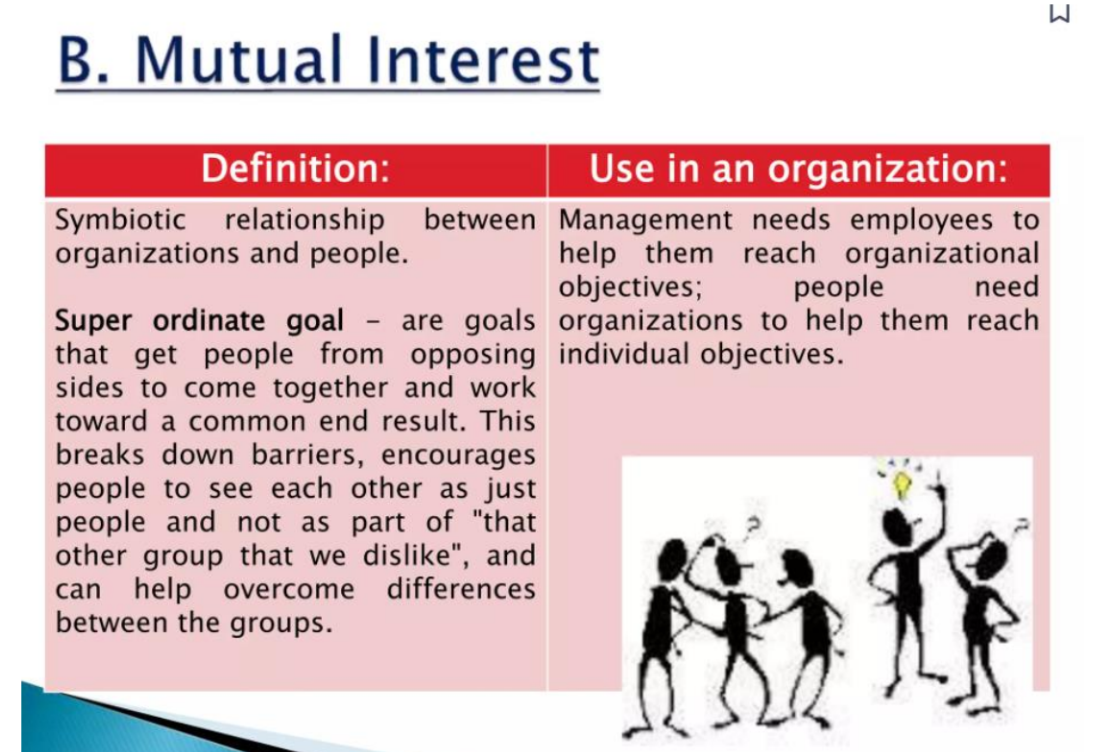 B. Mutual Interest
Definition:
Symbiotic relationship between
organizations and people.
Super ordinate goal – are goals
that get people from opposing
sides to come together and work
toward a common end result. This
breaks down barriers, encourages
people to see each other as just
people and not as part of "that
other group that we dislike", and
can help overcome differences
between the groups.
Use in an organization:
Management needs employees to
help them reach organizational
objectives; people need
organizations to help them reach
individual objectives.
?
?